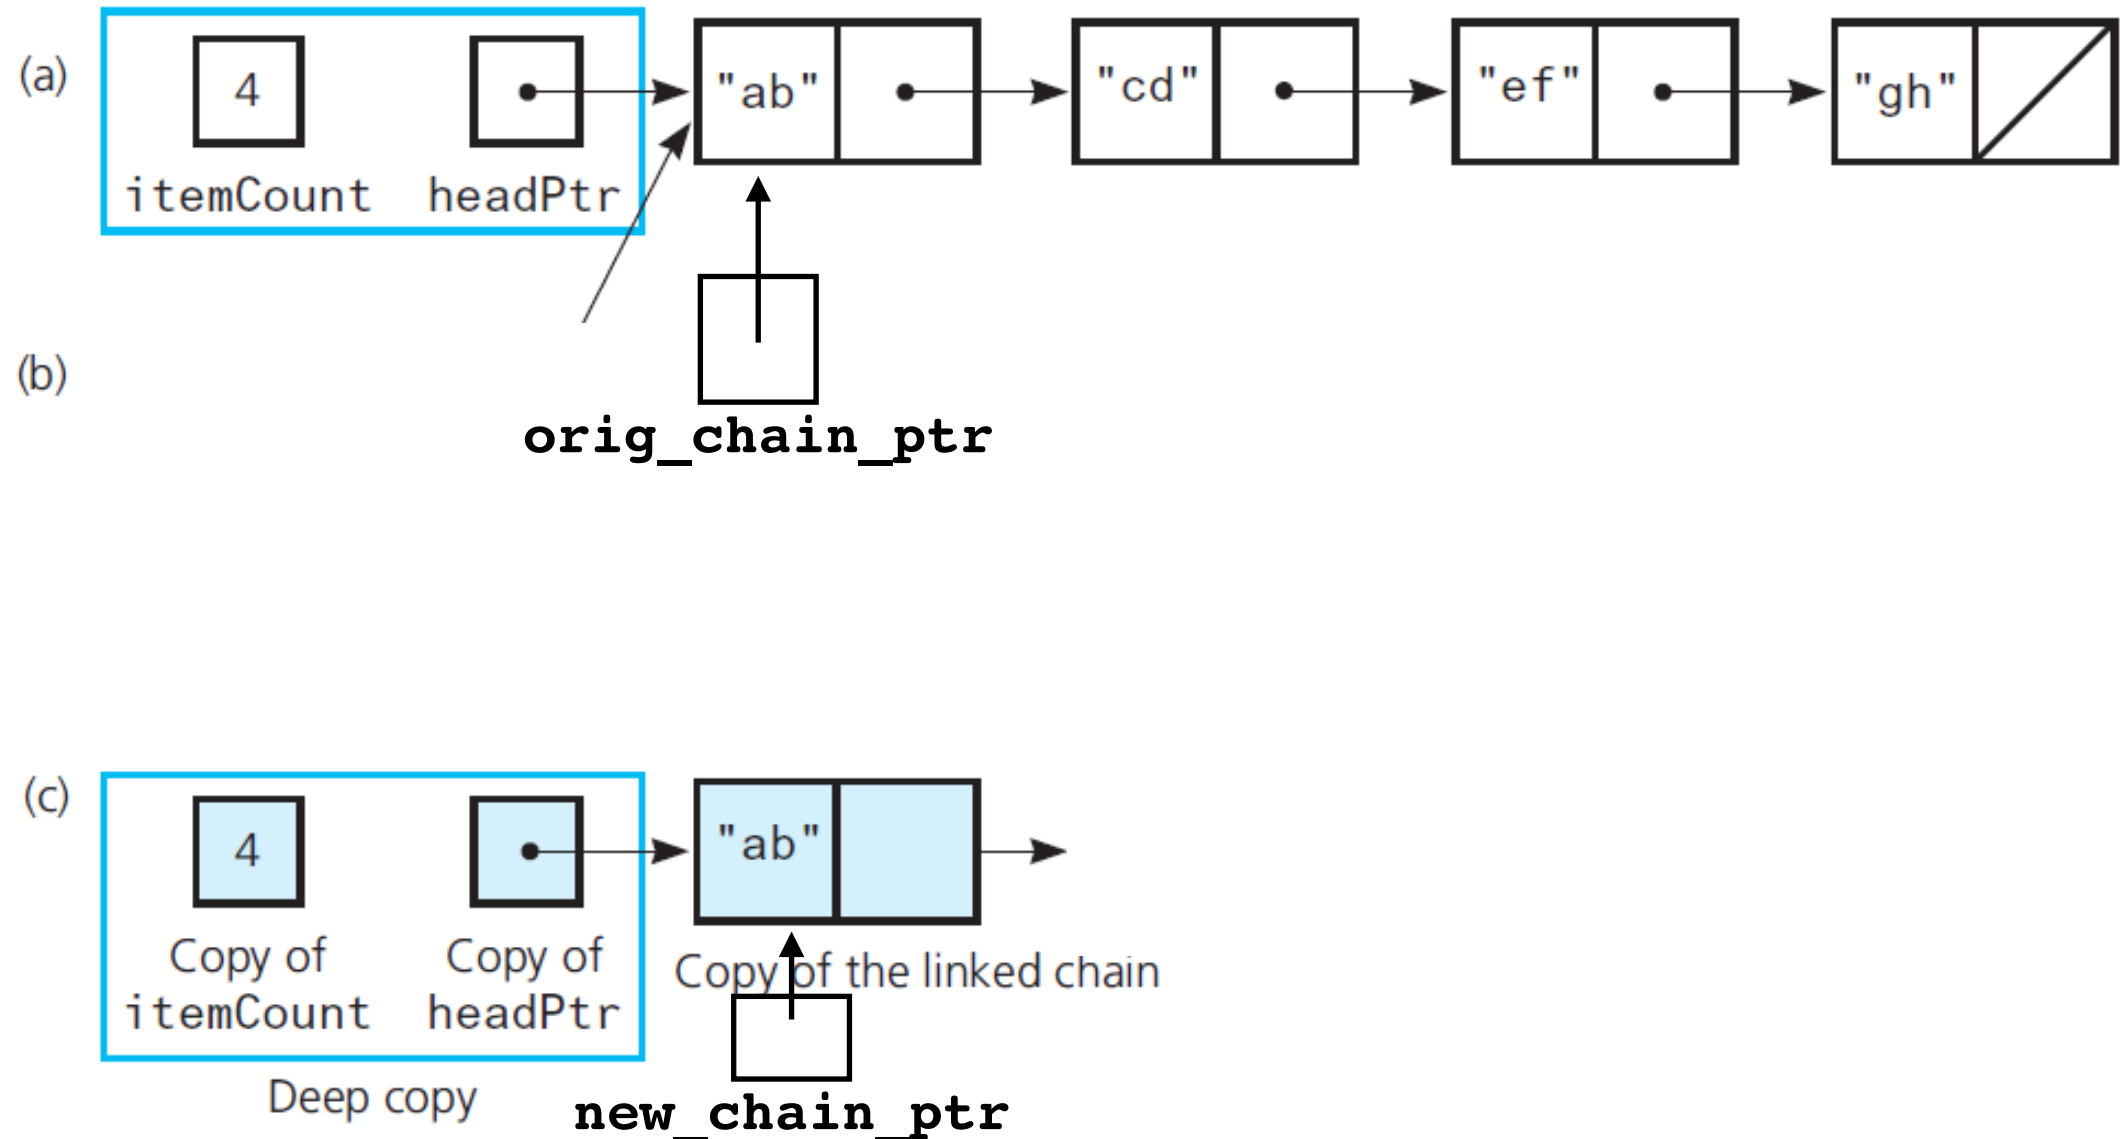 (a)
4
"ab"
"cd"
"ef"
"gh"
itemCount
headPtr
(b)
orig_chain_ptr
(c)
4
"ab"
Copy of
itemCount
Copy of
headPtr
Copy of the linked chain
Deep copy
new_chain_ptr